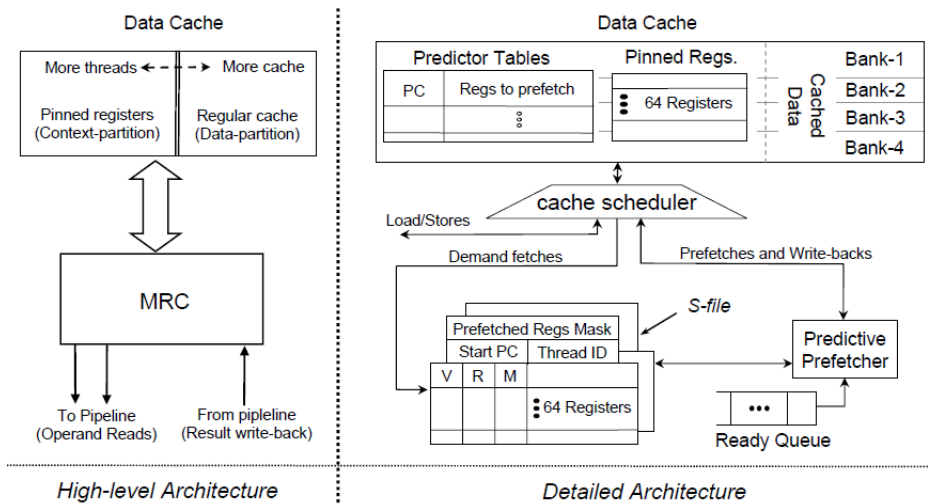 Data Cache
More threads
More cache
Pinned registers
(Context-partition)
Regular cache
(Data-partition)
MRC
To Pipeline
(Operand Reads)
From pipleline
(Result write-back)
High-level Architecture
Data Cache
Predictor Tables
Pinned Regs.
PC
Regs to prefetch
64 Registers
Cached
Data
Bank-1
Bank-2
Bank-3
Bank-4
cache scheduler
Load/Stores
Demand fetches
Prefetches and Write-backs
S-file
Prefetched Regs Mask
Start PC
Thread ID
V R M
64 Registers
Predictive
Prefetcher
Ready Queue
Detailed Architecture